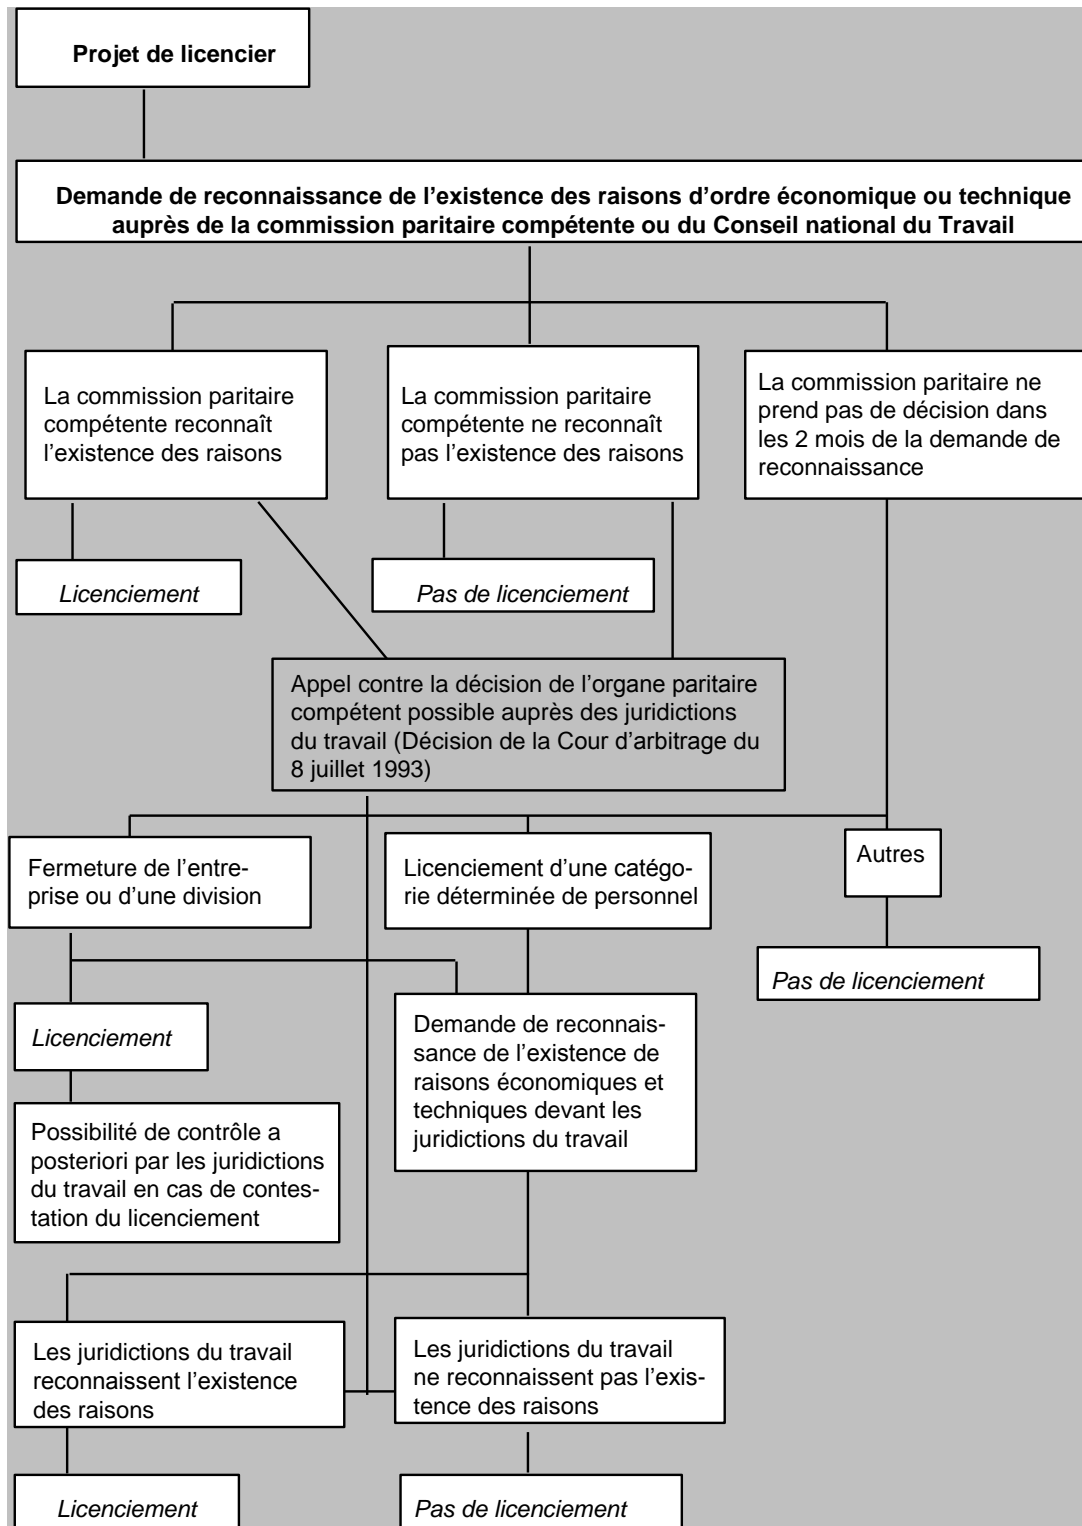 Projet de licencier
Demande de reconnaissance de l’existence des raisons d’ordre économique ou technique
auprès de la commission paritaire compétente ou du Conseil national du Travail
La commission paritaire
compétente reconnaît
l’existence des raisons
La commission paritaire
compétente ne reconnaît
pas l’existence des raisons
La commission paritaire ne
prend pas de décision dans
les 2 mois de la demande de
reconnaissance
Licenciement
Pas de licenciement
Appel contre la décision de l’organe paritaire
compétent possible auprès des juridictions
du travail (Décision de la Cour d’arbitrage du
8 juillet 1993)
Fermeture de l’entre-
prise ou d’une division
Licenciement d’une catégo-
rie déterminée de personnel
Autres
Pas de licenciement
Licenciement
Demande de reconnais-
sance de l’existence de
raisons économiques et
techniques devant les
juridictions du travail
Possibilité de contrôle a
posteriori par les juridictions
du travail en cas de contes-
tation du licenciement
Les juridictions du travail
reconnaissent l’existence
des raisons
Les juridictions du travail
ne reconnaissent pas l’exis-
tence des raisons
Licenciement
Pas de licenciement